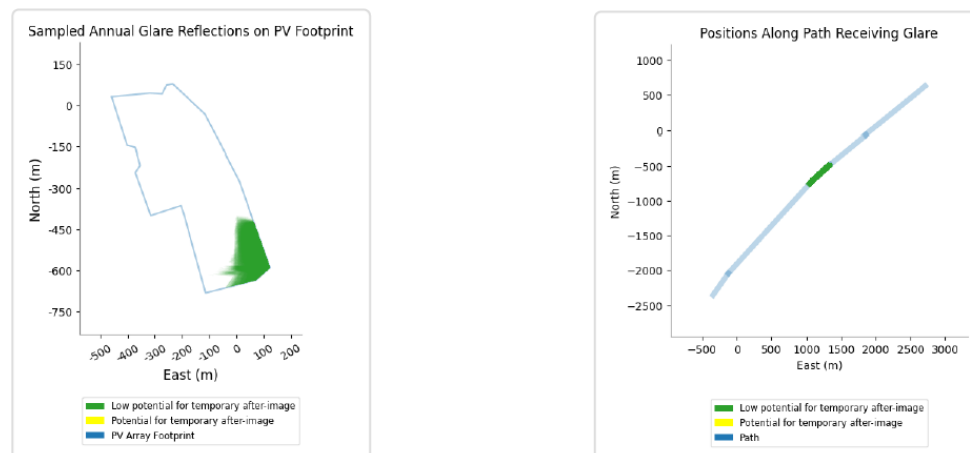 Sampled Annual Glare Reflections on PV Footprint
150
0
-150
-300
-450
-600
-750
North (m)
-500 -400 -300 -200 -100 0 100 200
East (m)
Low potential for temporary after-image
Potential for temporary after-image
PV Array Footprint
Positions Along Path Receiving Glare
1000
500
0
−500
−1000
−1500
−2000
−2500
North (m)
−500 0 500 1000 1500 2000 2500 3000
East (m)
Low potential for temporary after-image
Potential for temporary after-image
Path